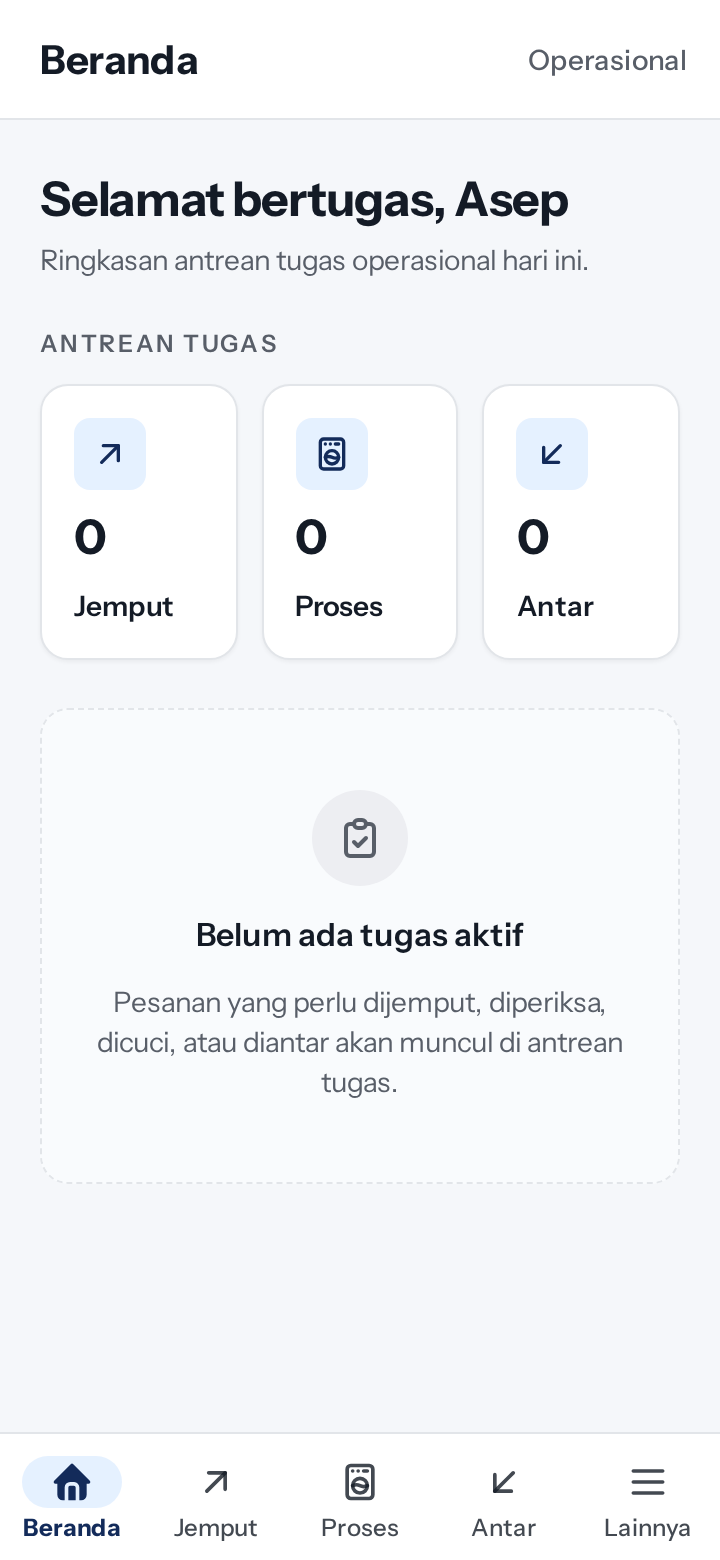 Beranda
Operasional
Selamat bertugas, Asep
Ringkasan antrean tugas operasional hari ini.
ANTREAN TUGAS
0
Jemput
0
Proses
0
Antar
Belum ada tugas aktif
Pesanan yang perlu dijemput, diperiksa,
dicuci, atau diantar akan muncul di antrean
tugas.
Beranda
Jemput
Proses
Antar
Lainnya